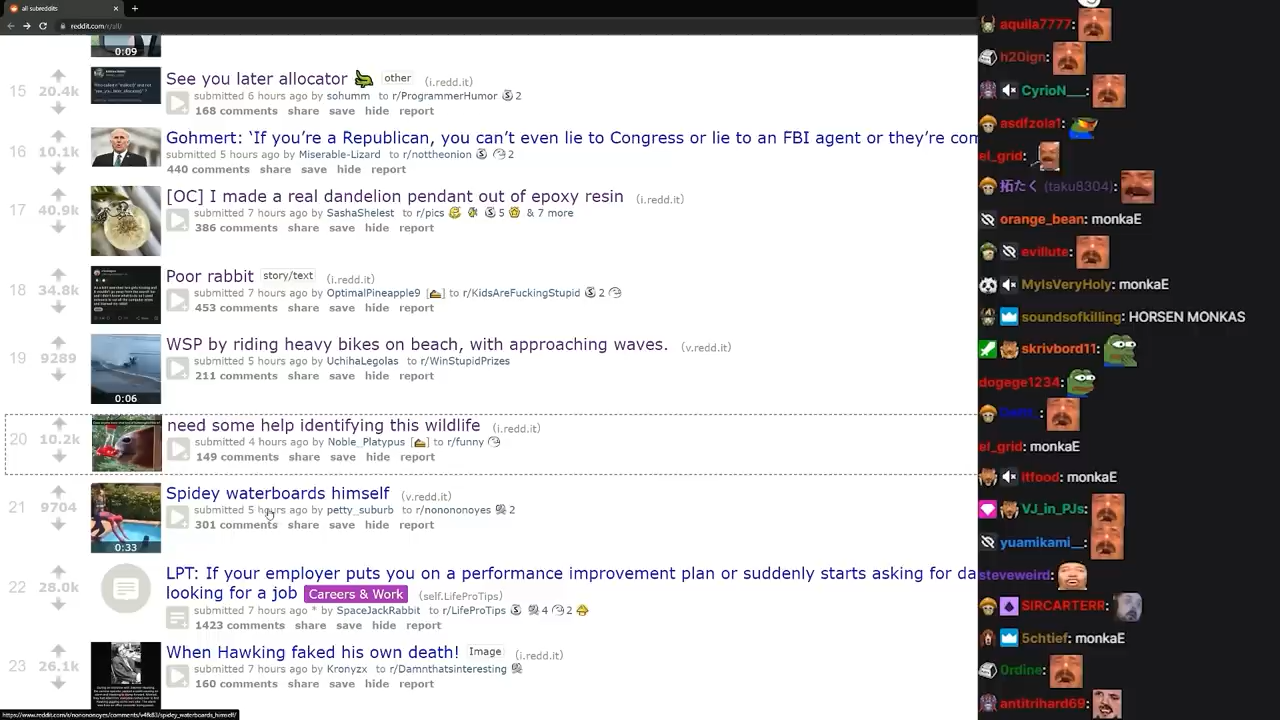 all subreddits
reddit.com/r/all/
0:09
15
20.4k
See you later allocator
other
(i.redd.it)
submitted 6 hours ago by sohumm to r/ProgrammerHumor 2
168 comments share save hide report
16
10.1k
Gohmert: ‘If you’re a Republican, you can’t even lie to Congress or lie to an FBI agent or they’re com
submitted 5 hours ago by Miserable-Lizard to r/nottheonion 2
440 comments share save hide report
17
40.9k
[OC] I made a real dandelion pendant out of epoxy resin (i.redd.it)
submitted 7 hours ago by SashaShelest to r/pics 5 & 7 more
386 comments share save hide report
18
34.8k
Poor rabbit story/text (i.redd.it)
submitted 7 hours ago by OptimalPineapple to r/KidsAreFuckingStupid 2
453 comments share save hide report
19
9289
WSP by riding heavy bikes on beach, with approaching waves. (v.redd.it)
submitted 5 hours ago by UchihaLegolas to r/WinStupidPrizes
211 comments share save hide report
0:06
20
10.2k
need some help identifying this wildlife (i.redd.it)
submitted 4 hours ago by Noble_Platypus to r/funny
149 comments share save hide report
21
9704
Spidey waterboards himself (v.redd.it)
submitted 5 hours ago by petty_suburb to r/nonononoyes 2
301 comments share save hide report
0:33
22
28.0k
LPT: If your employer puts you on a performance improvement plan or suddenly starts asking for da
looking for a job Careers & Work (self.LifeProTips)
submitted 7 hours ago * by SpaceJackRabbit to r/LifeProTips 4 2
1423 comments share save hide report
23
26.1k
When Hawking faked his own death! Image (i.redd.it)
submitted 7 hours ago by Kronyzx to r/Damnthatsinteresting
160 comments share save hide report
aquila7777:
h20ign:
CyrioN___:
asdfzola1:
el_grid:
拓たく (taku8304):
orange_bean: monkaE
evillute:
MyIsVeryHoly: monkaE
soundsofkilling: HORSEN MONKAS
skrivbord11:
dogege1234:
el_grid: monkaE
itfood: monkaE
VJ_in_PJs:
yuamikami__:
steveweird:
SIRCARTERR:
5chtief: monkaE
0rdine:
antitrihard69: